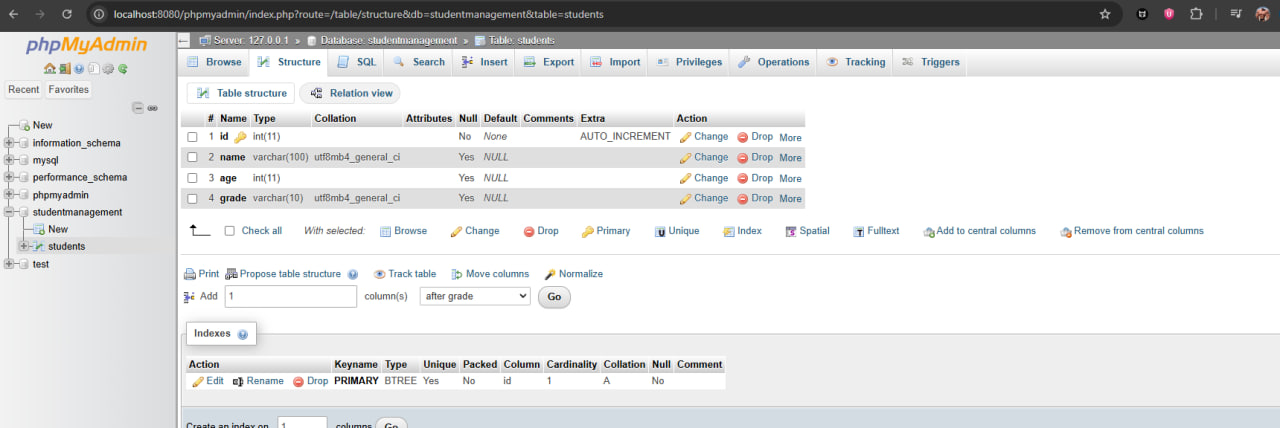 localhost:8080/phpmyadmin/index.php?route=/table/structure&db=studentmanagement&table=students
phpMyAdmin
Recent Favorites
New
information_schema
mysql
performance_schema
phpmyadmin
studentmanagement
New
students
test
Server: 127.0.0.1 » Database: studentmanagement » Table: students
Browse Structure SQL Search Insert Export Import Privileges Operations Tracking Triggers
Table structure Relation view
# Name Type Collation Attributes Null Default Comments Extra Action
1 id int(11) No None AUTO_INCREMENT Change Drop More
2 name varchar(100) utf8mb4_general_ci Yes NULL Change Drop More
3 age int(11) Yes NULL Change Drop More
4 grade varchar(10) utf8mb4_general_ci Yes NULL Change Drop More
Check all With selected: Browse Change Drop Primary Unique Index Spatial Fulltext Add to central columns Remove from central columns
Print Propose table structure Track table Move columns Normalize
Add 1 column(s) after grade Go
Indexes
Action Keyname Type Unique Packed Column Cardinality Collation Null Comment
Edit Rename Drop PRIMARY BTREE Yes No id 1 A No
Create an index on 1 columns Go